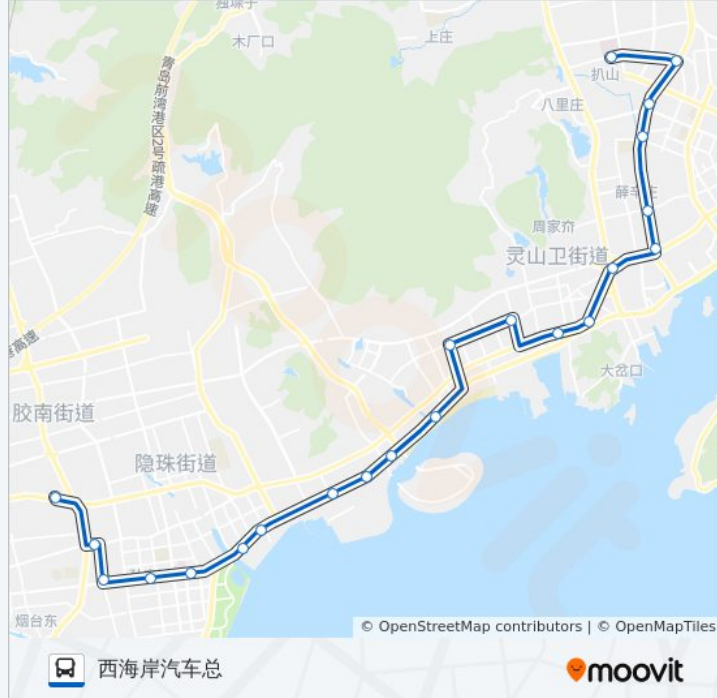 木厂口
上庄
扒山
青岛前湾港区2号疏港高速
八里庄
薛辛庄
周家夼
灵山卫街道
大岔口
胶南街道
隐珠街道
烟台东
© OpenStreetMap contributors | © OpenMapTiles
西海岸汽车总
moovit